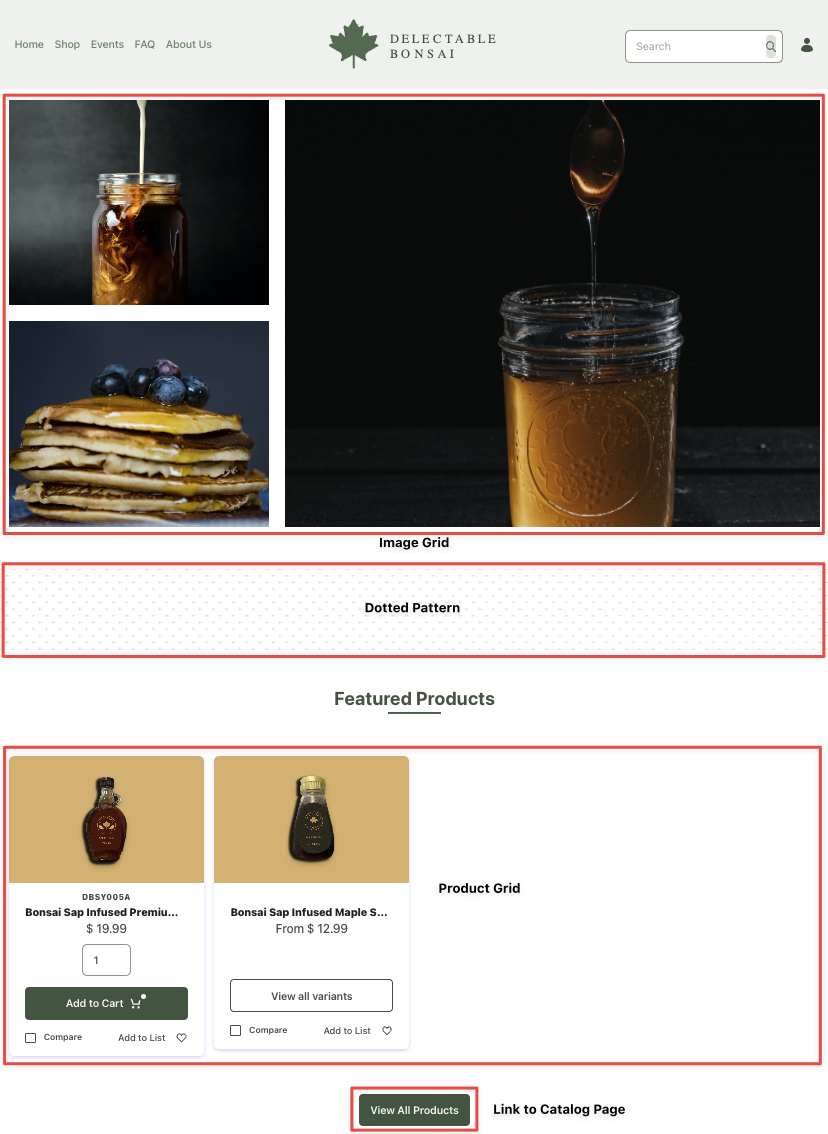 Home Shop Events FAQ About Us
DELECTABLE
BONSAI
Search
Image Grid
Dotted Pattern
Featured Products
DBSY005A
Bonsai Sap Infused Premiu...
$ 19.99
1
Add to Cart
Compare Add to List
Bonsai Sap Infused Maple S...
From $ 12.99
View all variants
Compare Add to List
Product Grid
View All Products
Link to Catalog Page